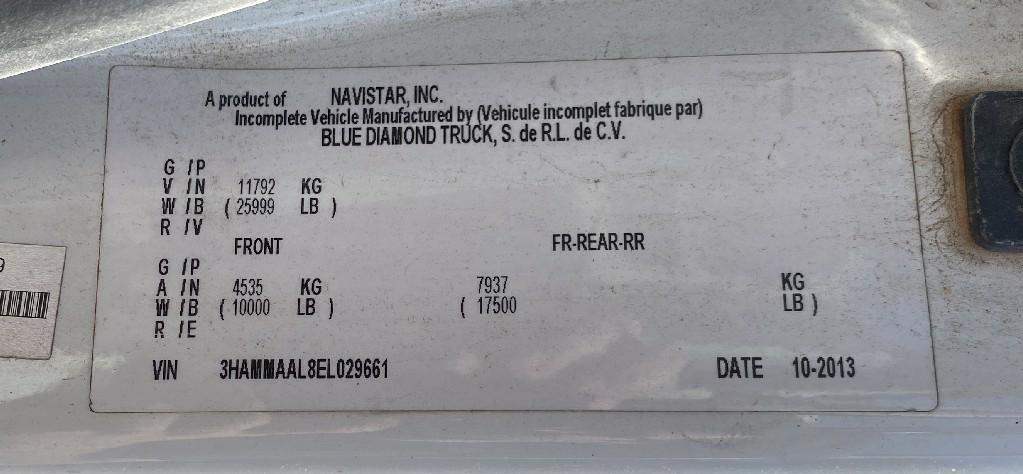 A product of NAVISTAR, INC.
Incomplete Vehicle Manufactured by (Vehicule incomplet fabrique par)
BLUE DIAMOND TRUCK, S. de R.L. de C.V.
G /P
V /N 11792 KG
W /B ( 25999 LB )
R /V
FRONT FR-REAR-RR
G /P
A /N 4535 KG 7937 KG
W /B ( 10000 LB ) ( 17500 LB )
R /E
VIN 3HAMMAAL8EL029661 DATE 10-2013
9